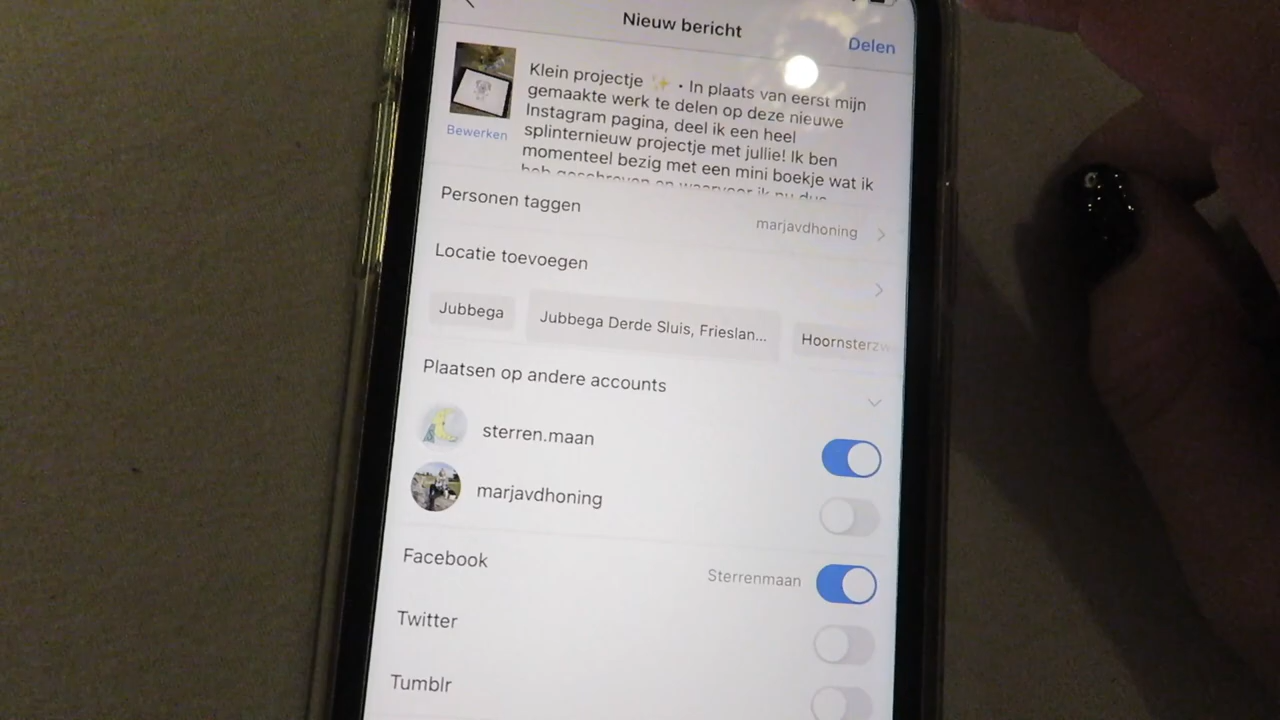 Nieuw bericht
Delen
Klein projectje ✨ • In plaats van eerst mijn
gemaakte werk te delen op deze nieuwe
Instagram pagina, deel ik een heel
splinternieuw projectje met jullie! Ik ben
momenteel bezig met een mini boekje wat ik
Bewerken
Personen taggen
marjavdhoning
Locatie toevoegen
Jubbega
Jubbega Derde Sluis, Frieslan...
Hoornsterzw
Plaatsen op andere accounts
sterren.maan
marjavdhoning
Facebook
Sterrenmaan
Twitter
Tumblr